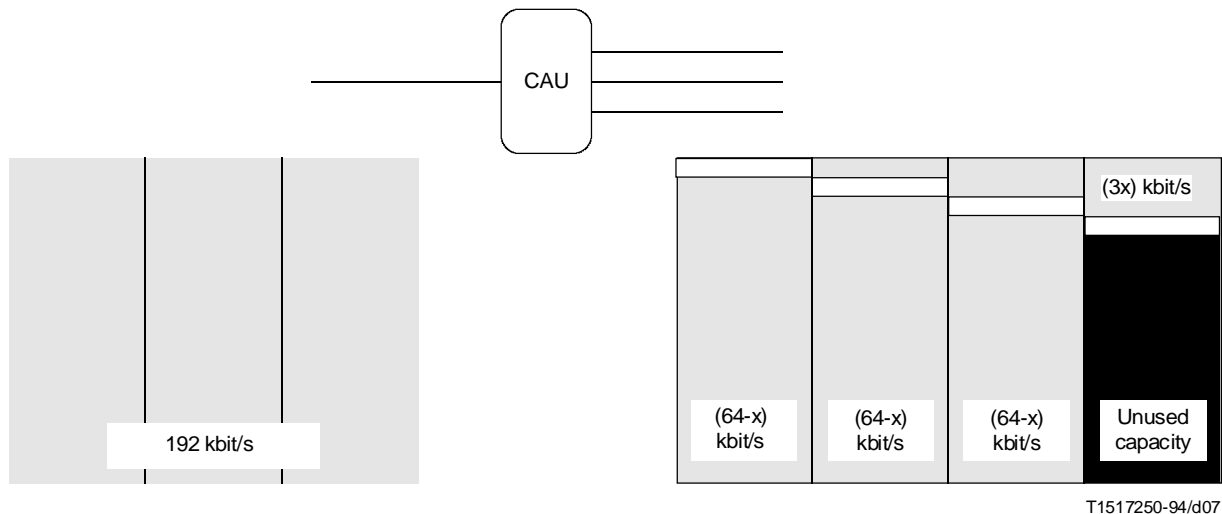 CAU
(3x) kbit/s
192 kbit/s
(64-x)
kbit/s
(64-x)
kbit/s
(64-x)
kbit/s
Unused
capacity
T1517250-94/d07